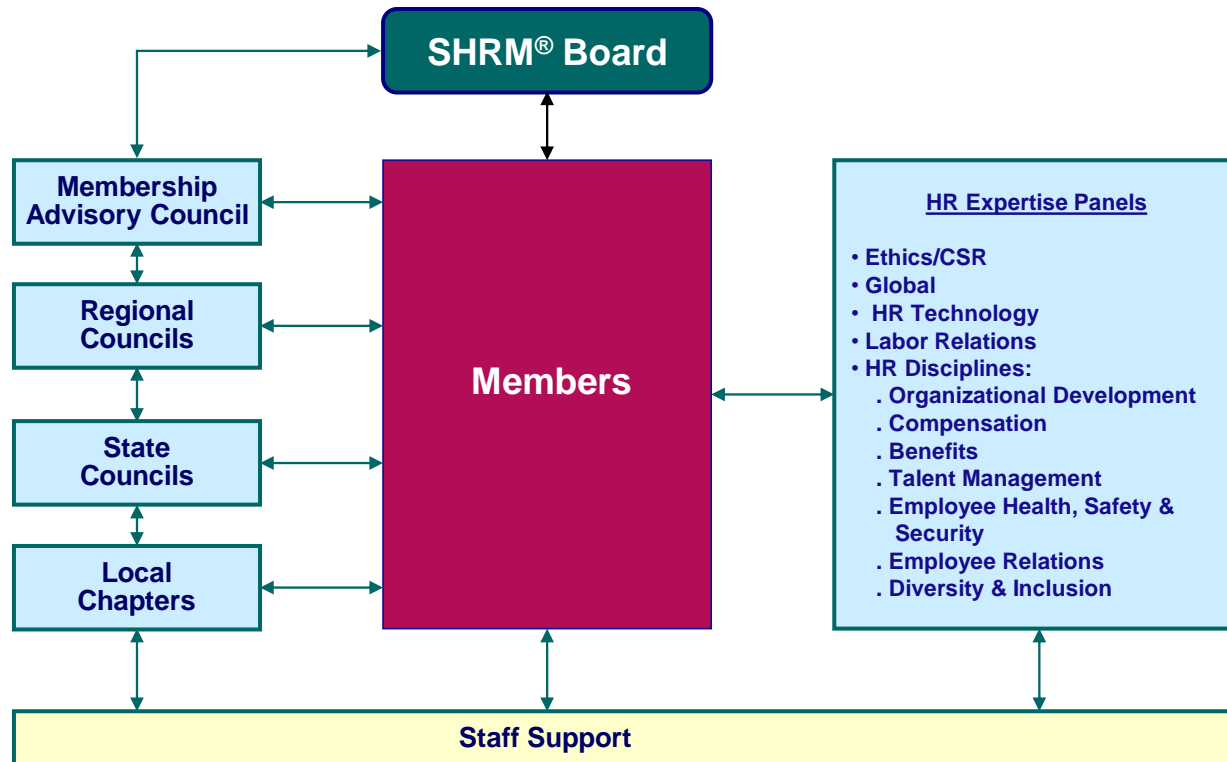 SHRM® Board
Membership
Advisory Council
Regional
Councils
State
Councils
Local
Chapters
Members
HR Expertise Panels
• Ethics/CSR
• Global
• HR Technology
• Labor Relations
• HR Disciplines:
. Organizational Development
. Compensation
. Benefits
. Talent Management
. Employee Health, Safety &
Security
. Employee Relations
. Diversity & Inclusion
Staff Support